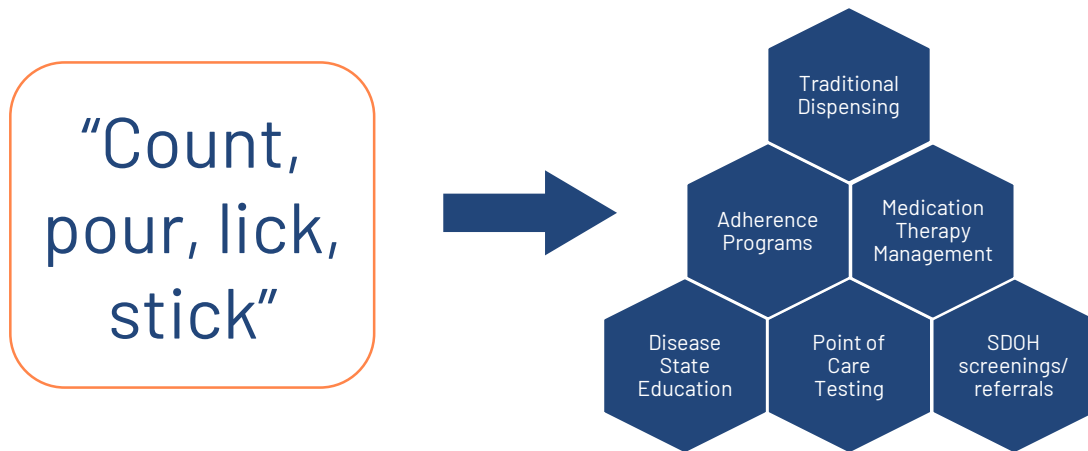 “Count,
pour, lick,
stick”
Traditional
Dispensing
Adherence
Programs
Medication
Therapy
Management
Disease
State
Education
Point of
Care
Testing
SDOH
screenings/
referrals